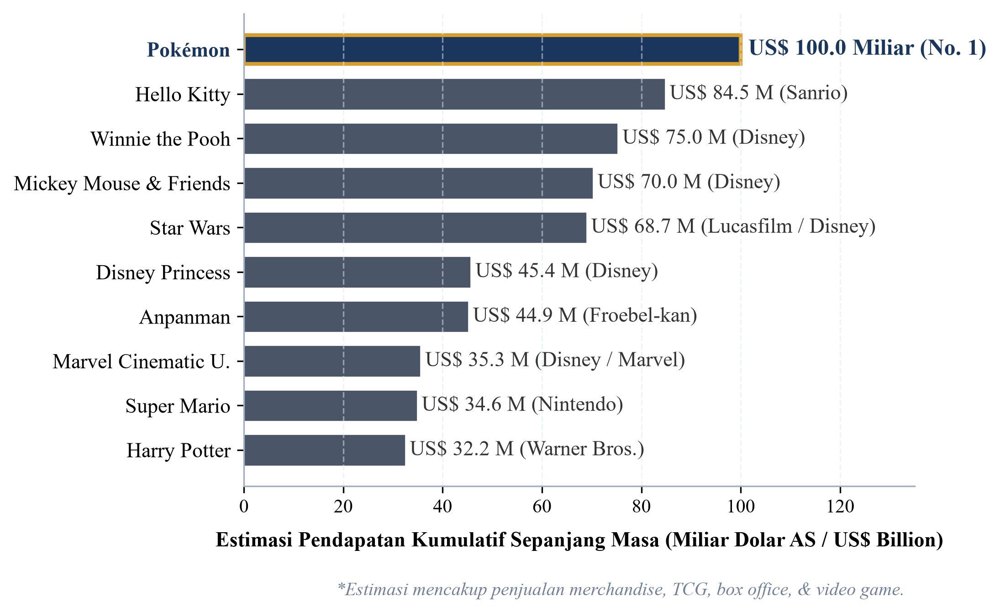 Pokémon US$ 100.0 Miliar (No. 1)
Hello Kitty US$ 84.5 M (Sanrio)
Winnie the Pooh US$ 75.0 M (Disney)
Mickey Mouse & Friends US$ 70.0 M (Disney)
Star Wars US$ 68.7 M (Lucasfilm / Disney)
Disney Princess US$ 45.4 M (Disney)
Anpanman US$ 44.9 M (Froebel-kan)
Marvel Cinematic U. US$ 35.3 M (Disney / Marvel)
Super Mario US$ 34.6 M (Nintendo)
Harry Potter US$ 32.2 M (Warner Bros.)
0 20 40 60 80 100 120
Estimasi Pendapatan Kumulatif Sepanjang Masa (Miliar Dolar AS / US$ Billion)
*Estimasi mencakup penjualan merchandise, TCG, box office, & video game.